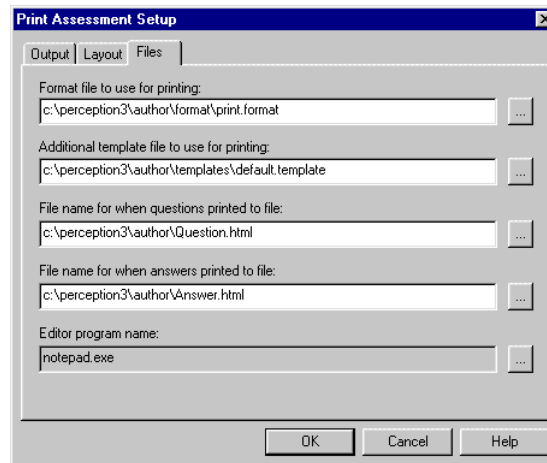 Print Assessment Setup
Output Layout Files
Format file to use for printing:
c:\perception3\author\format\print.format
...
Additional template file to use for printing:
c:\perception3\author\templates\default.template
...
File name for when questions printed to file:
c:\perception3\author\Question.html
...
File name for when answers printed to file:
c:\perception3\author\Answer.html
...
Editor program name:
notepad.exe
...
OK Cancel Help